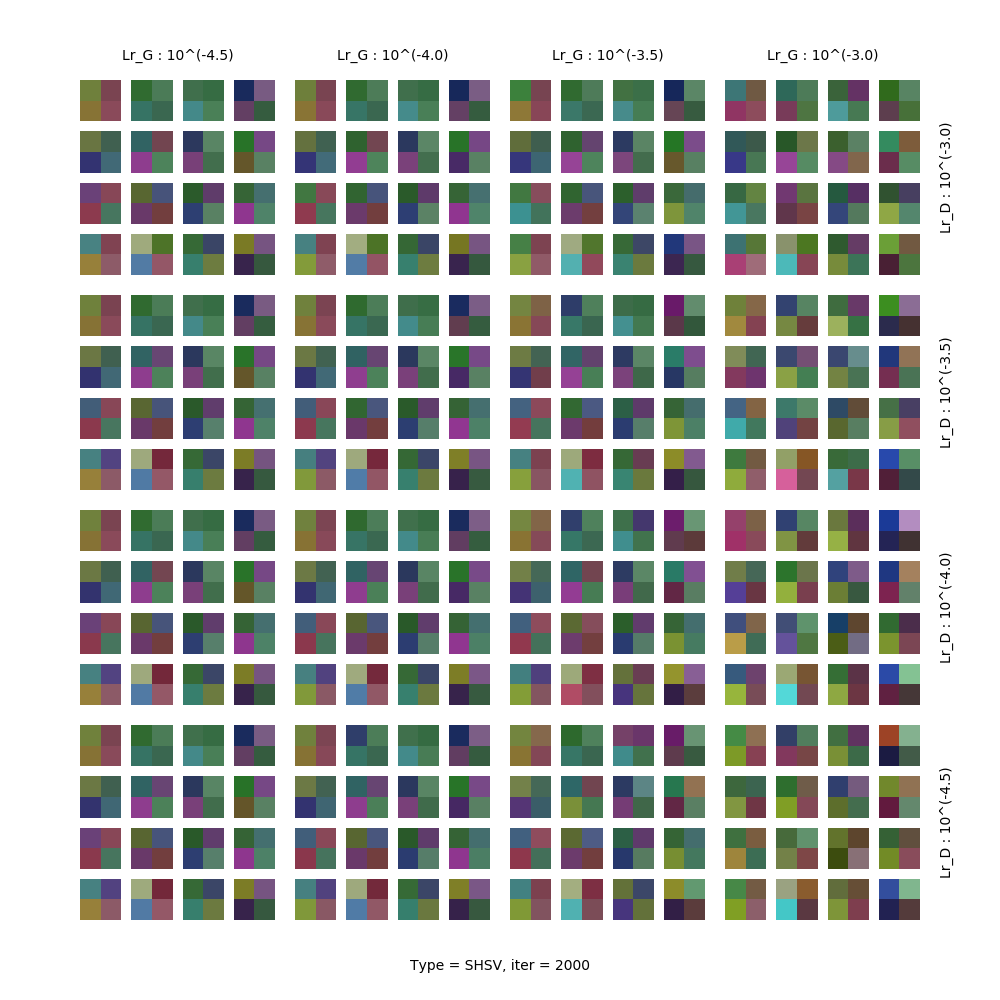 Lr_G : 10^(-4.5)
Lr_G : 10^(-4.0)
Lr_G : 10^(-3.5)
Lr_G : 10^(-3.0)
Lr_D : 10^(-3.0)
Lr_D : 10^(-3.5)
Lr_D : 10^(-4.0)
Lr_D : 10^(-4.5)
Type = SHSV, iter = 2000